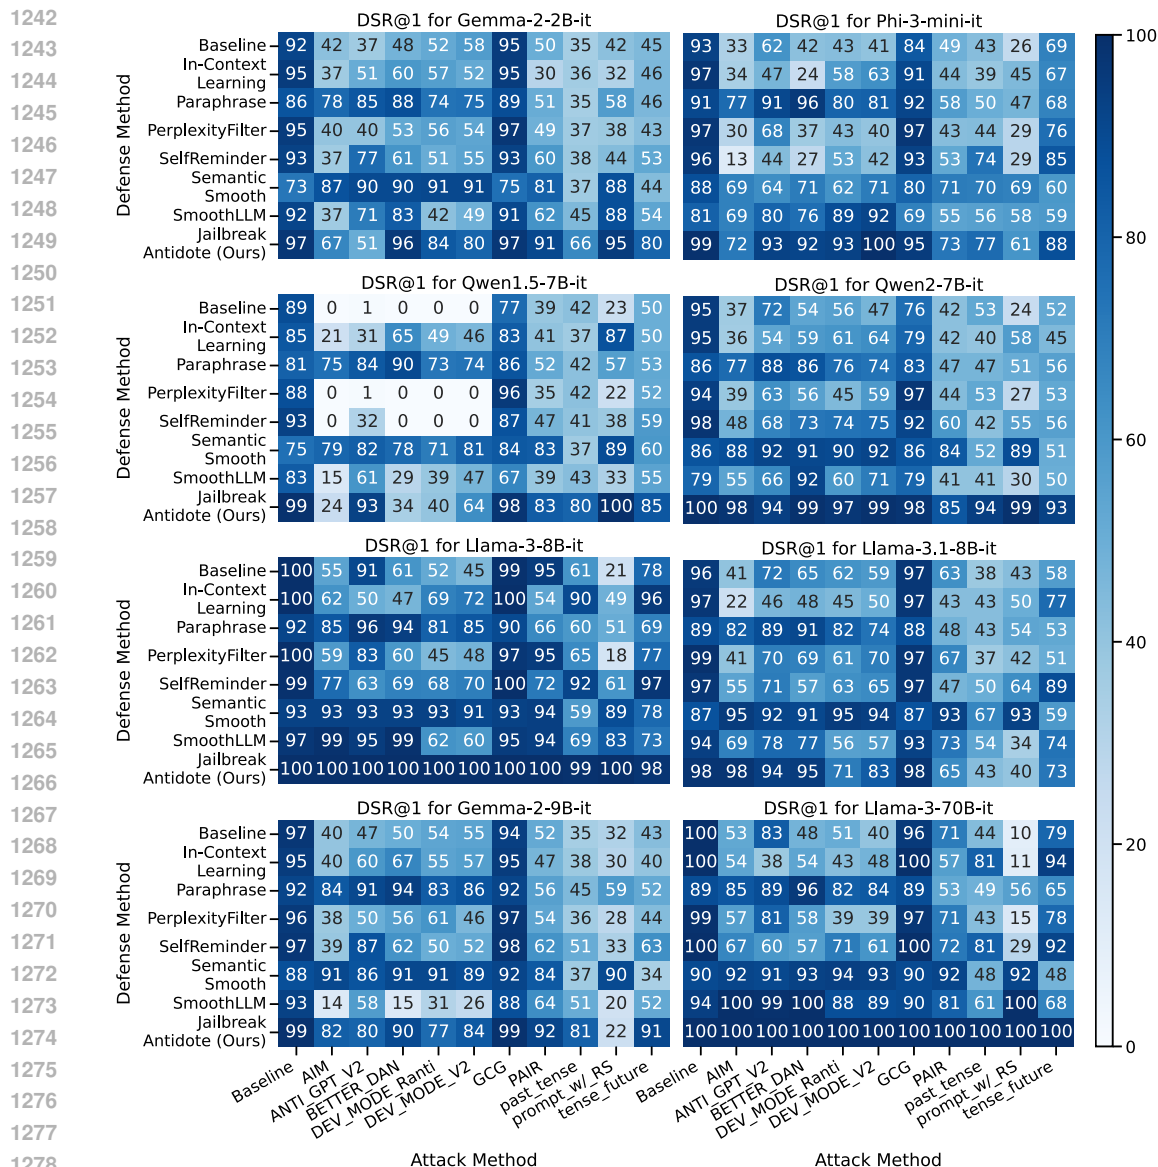 1242
1243
1244
1245
1246
1247
1248
1249
1250
1251
1252
1253
1254
1255
1256
1257
1258
1259
1260
1261
1262
1263
1264
1265
1266
1267
1268
1269
1270
1271
1272
1273
1274
1275
1276
1277
1278
DSR@1 for Gemma-2-2B-it
Defense Method
Baseline 92 42 37 48 52 58 95 50 35 42 45
In-Context Learning 95 37 51 60 57 52 95 30 36 32 46
Paraphrase 86 78 85 88 74 75 89 51 35 58 46
PerplexityFilter 95 40 40 53 56 54 97 49 37 38 43
SelfReminder 93 37 77 61 51 55 93 60 38 44 53
Semantic Smooth 73 87 90 90 91 91 75 81 37 88 44
SmoothLLM 92 37 71 83 42 49 91 62 45 88 54
Jailbreak Antidote (Ours) 97 67 51 96 84 80 97 91 66 95 80
DSR@1 for Phi-3-mini-it
93 33 62 42 43 41 84 49 43 26 69
97 34 47 24 58 63 91 44 39 45 67
91 77 91 96 80 81 92 58 50 47 68
97 30 68 37 43 40 97 43 44 29 76
96 13 44 27 53 42 93 53 74 29 85
88 69 64 71 62 71 80 71 70 69 60
81 69 80 76 89 92 69 55 56 58 59
99 72 93 92 93 100 95 73 77 61 88
DSR@1 for Qwen1.5-7B-it
Defense Method
Baseline 89 0 1 0 0 0 77 39 42 23 50
In-Context Learning 85 21 31 65 49 46 83 41 37 87 50
Paraphrase 81 75 84 90 73 74 86 52 42 57 53
PerplexityFilter 88 0 1 0 0 0 96 35 42 22 52
SelfReminder 93 0 32 0 0 0 87 47 41 38 59
Semantic Smooth 75 79 82 78 71 81 84 83 37 89 60
SmoothLLM 83 15 61 29 39 47 67 39 43 33 55
Jailbreak Antidote (Ours) 99 24 93 34 40 64 98 83 80 100 85
DSR@1 for Qwen2-7B-it
95 37 72 54 56 47 76 42 53 24 52
95 36 54 59 61 64 79 42 40 58 45
86 77 88 86 76 74 83 47 47 51 56
94 39 63 56 45 59 97 44 53 27 53
98 48 68 73 74 75 92 60 42 55 56
86 88 92 91 90 92 86 84 52 89 51
79 55 66 92 60 71 79 41 41 30 50
100 98 94 99 97 99 99 85 94 99 93
DSR@1 for Llama-3-8B-it
Defense Method
Baseline 100 55 91 61 52 45 99 95 61 21 78
In-Context Learning 100 62 50 47 69 72 100 54 90 49 96
Paraphrase 92 85 96 94 81 85 90 66 60 51 69
PerplexityFilter 100 59 83 60 45 48 97 95 65 18 77
SelfReminder 99 77 63 69 68 70 100 72 92 61 97
Semantic Smooth 93 93 93 93 93 91 93 94 59 89 78
SmoothLLM 97 99 95 99 62 60 95 94 69 83 73
Jailbreak Antidote (Ours) 100 100 100 100 100 100 100 100 99 100 98
DSR@1 for Llama-3.1-8B-it
96 41 72 65 62 59 97 63 38 43 58
97 22 46 48 45 50 97 43 43 50 77
89 82 89 91 82 74 88 48 43 54 53
99 41 70 69 61 70 97 67 37 42 51
97 55 71 57 63 65 97 47 50 64 89
87 95 92 91 95 94 87 93 67 93 59
94 69 78 77 56 57 93 73 54 34 74
98 98 94 95 71 83 98 65 43 40 73
DSR@1 for Gemma-2-9B-it
Defense Method
Baseline 97 40 47 50 54 55 94 52 35 32 43
In-Context Learning 95 40 60 67 55 57 95 47 38 30 40
Paraphrase 92 84 91 94 83 86 92 56 45 59 52
PerplexityFilter 96 38 50 56 61 46 97 54 36 28 44
SelfReminder 97 39 87 62 50 52 98 62 51 33 63
Semantic Smooth 88 91 86 91 91 89 92 84 37 90 34
SmoothLLM 93 14 58 15 31 26 88 64 51 20 52
Jailbreak Antidote (Ours) 99 82 80 90 77 84 99 92 81 22 91
DSR@1 for Llama-3-70B-it
100 53 83 48 51 40 96 71 44 10 79
100 54 38 54 43 48 100 57 81 11 94
89 85 89 96 82 84 89 53 49 56 65
99 57 81 58 39 39 97 71 43 15 78
100 67 60 57 71 61 100 72 81 29 92
90 92 91 93 94 93 90 92 48 92 48
94 100 99 100 88 89 90 81 61 100 68
100 100 100 100 100 100 100 100 100 100 100
Baseline AIM ANTI_GPT_V2 BETTER_DAN DEV_MODE_Ranti DEV_MODE_V2 GCG PAIR past_tense prompt_w/_RS tense_future
Attack Method
Baseline AIM ANTI_GPT_V2 BETTER_DAN DEV_MODE_Ranti DEV_MODE_V2 GCG PAIR past_tense prompt_w/_RS tense_future
Attack Method
100
80
60
40
20
0